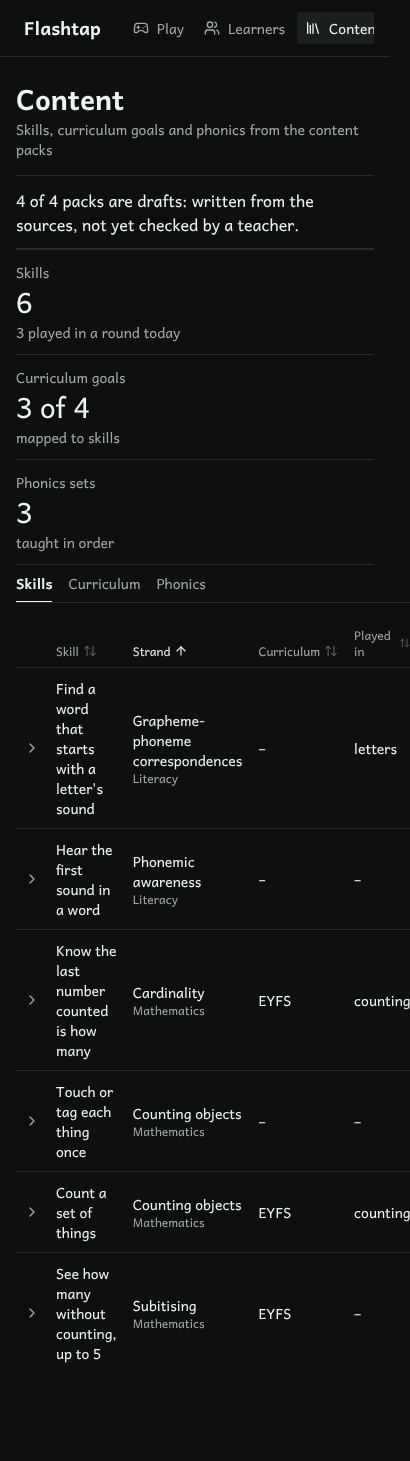 Flashtap Play Learners Conten
Content
Skills, curriculum goals and phonics from the content
packs
4 of 4 packs are drafts: written from the
sources, not yet checked by a teacher.
Skills
6
3 played in a round today
Curriculum goals
3 of 4
mapped to skills
Phonics sets
3
taught in order
Skills Curriculum Phonics
Skill Strand Curriculum Played
in
Find a
word
that
starts
with a
letter's
sound
Grapheme-
phoneme
correspondences
Literacy
–
letters
Hear the
first
sound in
a word
Phonemic
awareness
Literacy
–
–
Know the
last
number
counted
is how
many
Cardinality
Mathematics
EYFS
counting
Touch or
tag each
thing
once
Counting objects
Mathematics
–
–
Count a
set of
things
Counting objects
Mathematics
EYFS
counting
See how
many
without
counting,
up to 5
Subitising
Mathematics
EYFS
–